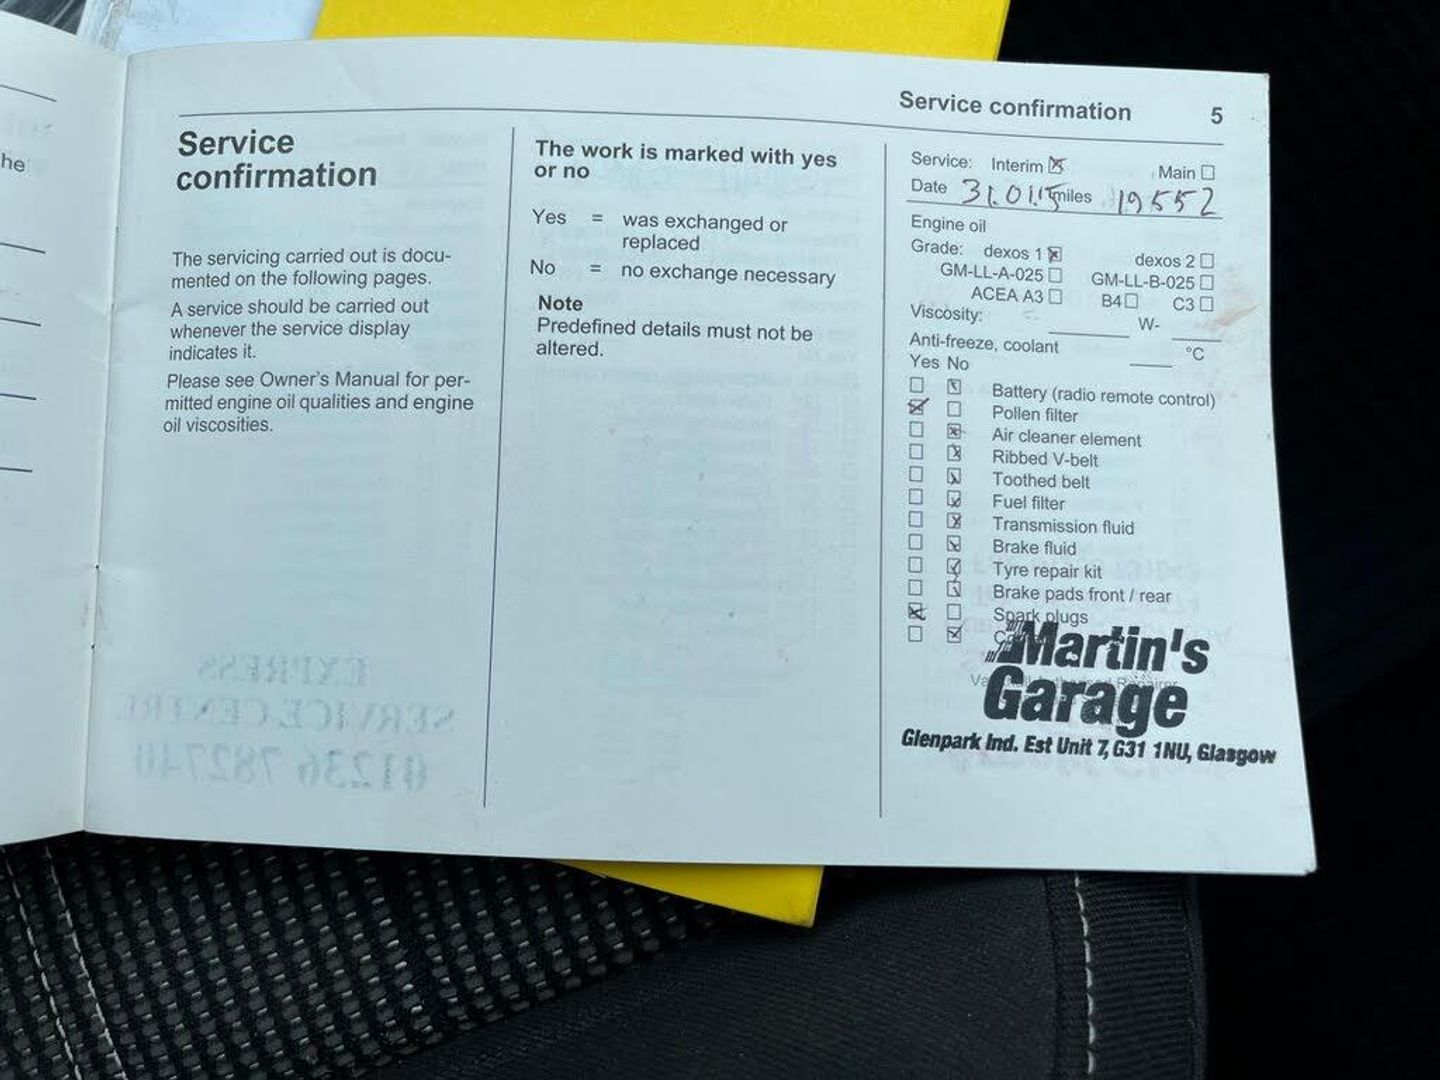 he
Service confirmation 5
Service
confirmation
The servicing carried out is docu-
mented on the following pages.
A service should be carried out
whenever the service display
indicates it.
Please see Owner's Manual for per-
mitted engine oil qualities and engine
oil viscosities.
EXPRESS
SERVICE CENTRE
01236 782740
The work is marked with yes
or no
Yes = was exchanged or
replaced
No = no exchange necessary
Note
Predefined details must not be
altered.
Service: Interim Main
Date 31.01.15 miles 19552
Engine oil
Grade: dexos 1 dexos 2
GM-LL-A-025 GM-LL-B-025
ACEA A3 B4 C3
Viscosity: W-
Anti-freeze, coolant °C
Yes No
Battery (radio remote control)
Pollen filter
Air cleaner element
Ribbed V-belt
Toothed belt
Fuel filter
Transmission fluid
Brake fluid
Tyre repair kit
Brake pads front / rear
Spark plugs
Martin's
Garage
Glenpark Ind. Est Unit 7, G31 1NU, Glasgow